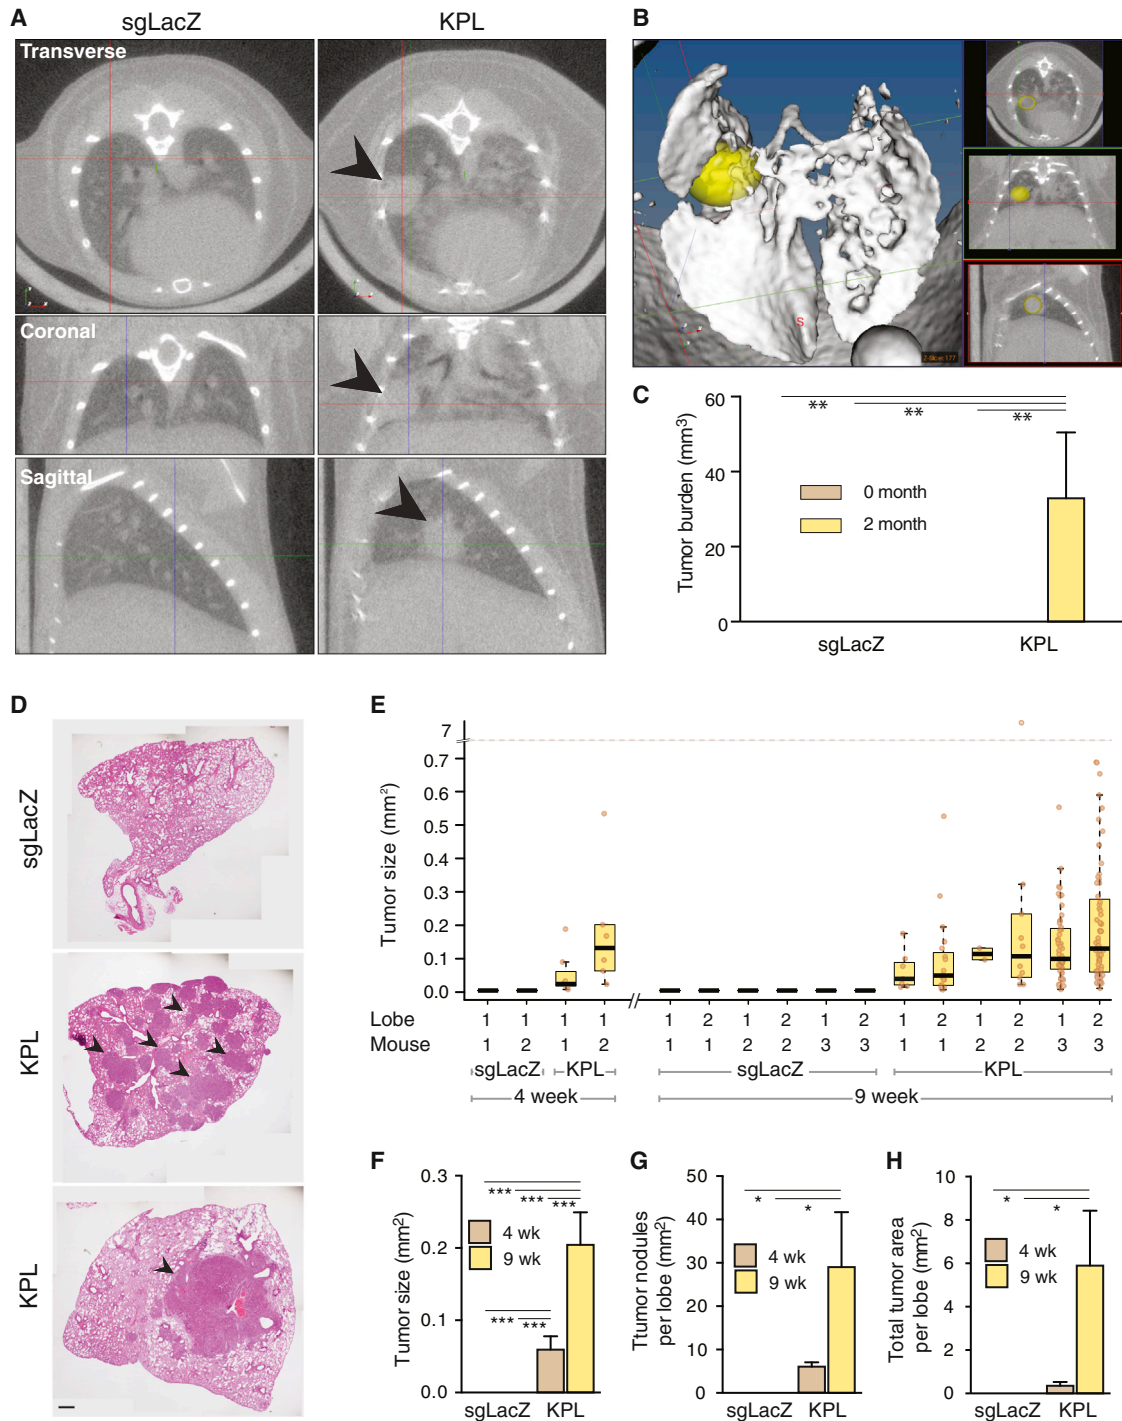 A
sgLacZ
KPL
Transverse
Coronal
Sagittal
B
S
Z-Slice: 177
C
Tumor burden (mm³)
60
40
20
0
**
**
**
0 month
2 month
sgLacZ
KPL
D
sgLacZ
KPL
KPL
E
Tumor size (mm²)
7
0.7
0.6
0.5
0.4
0.3
0.2
0.1
0.0
Lobe 1 1 1 1 1 2 1 2 1 2 1 2 1 2 1 2
Mouse 1 2 1 2 1 1 2 2 3 3 1 1 2 2 3 3
sgLacZ KPL sgLacZ KPL
4 week 9 week
F
Tumor size (mm²)
0.3
0.2
0.1
0.0
***
***
***
4 wk
9 wk
***
***
sgLacZ KPL
G
Ttumor nodules
per lobe
50
40
30
20
10
0
*
*
4 wk
9 wk
sgLacZ KPL
H
Total tumor area
per lobe (mm²)
10
8
6
4
2
0
*
*
4 wk
9 wk
sgLacZ KPL